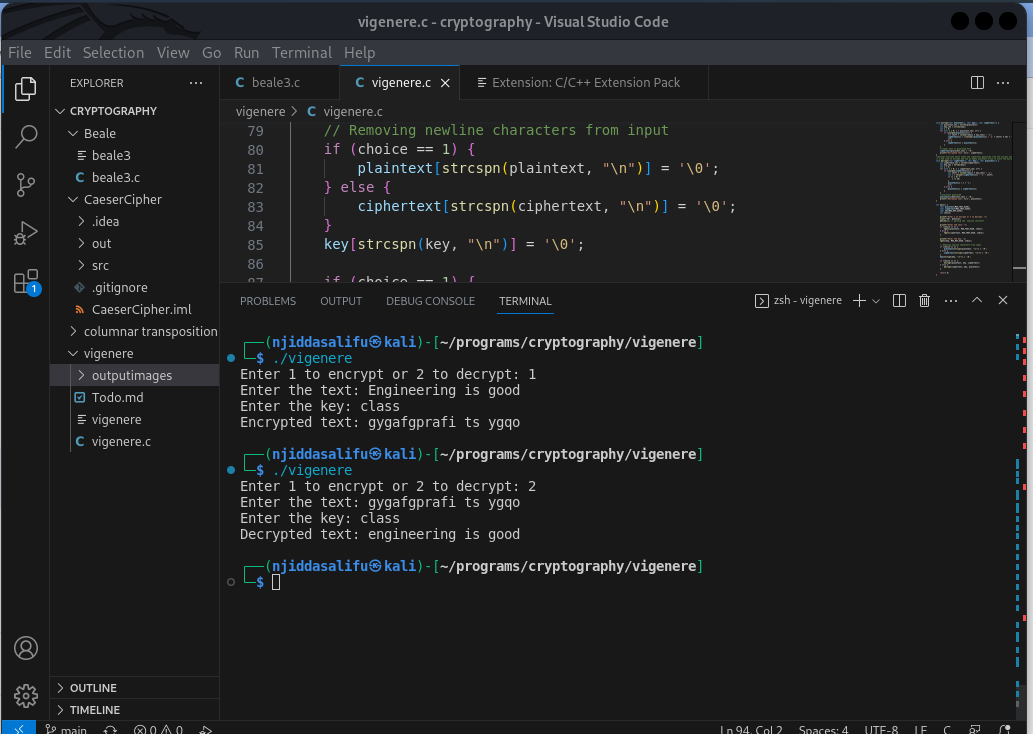 vigenere.c - cryptography - Visual Studio Code
File Edit Selection View Go Run Terminal Help
EXPLORER
CRYPTOGRAPHY
Beale
beale3
C beale3.c
CaeserCipher
.idea
out
src
.gitignore
CaeserCipher.iml
columnar transposition
vigenere
outputimages
Todo.md
vigenere
C vigenere.c
OUTLINE
TIMELINE
1
C beale3.c
C vigenere.c
Extension: C/C++ Extension Pack
vigenere > C vigenere.c
79 // Removing newline characters from input
80 if (choice == 1) {
81 plaintext[strcspn(plaintext, "\n")] = '\0';
82 } else {
83 ciphertext[strcspn(ciphertext, "\n")] = '\0';
84 }
85 key[strcspn(key, "\n")] = '\0';
86
if (choice == 1) {
PROBLEMS OUTPUT DEBUG CONSOLE TERMINAL
zsh - vigenere
┌──(njiddasalifu㉿kali)-[~/programs/cryptography/vigenere]
└─$ ./vigenere
Enter 1 to encrypt or 2 to decrypt: 1
Enter the text: Engineering is good
Enter the key: class
Encrypted text: gygafgprafi ts ygqo
┌──(njiddasalifu㉿kali)-[~/programs/cryptography/vigenere]
└─$ ./vigenere
Enter 1 to encrypt or 2 to decrypt: 2
Enter the text: gygafgprafi ts ygqo
Enter the key: class
Decrypted text: engineering is good
┌──(njiddasalifu㉿kali)-[~/programs/cryptography/vigenere]
└─$
main 0 0 Ln 94, Col 2 Spaces: 4 UTF-8 LF C